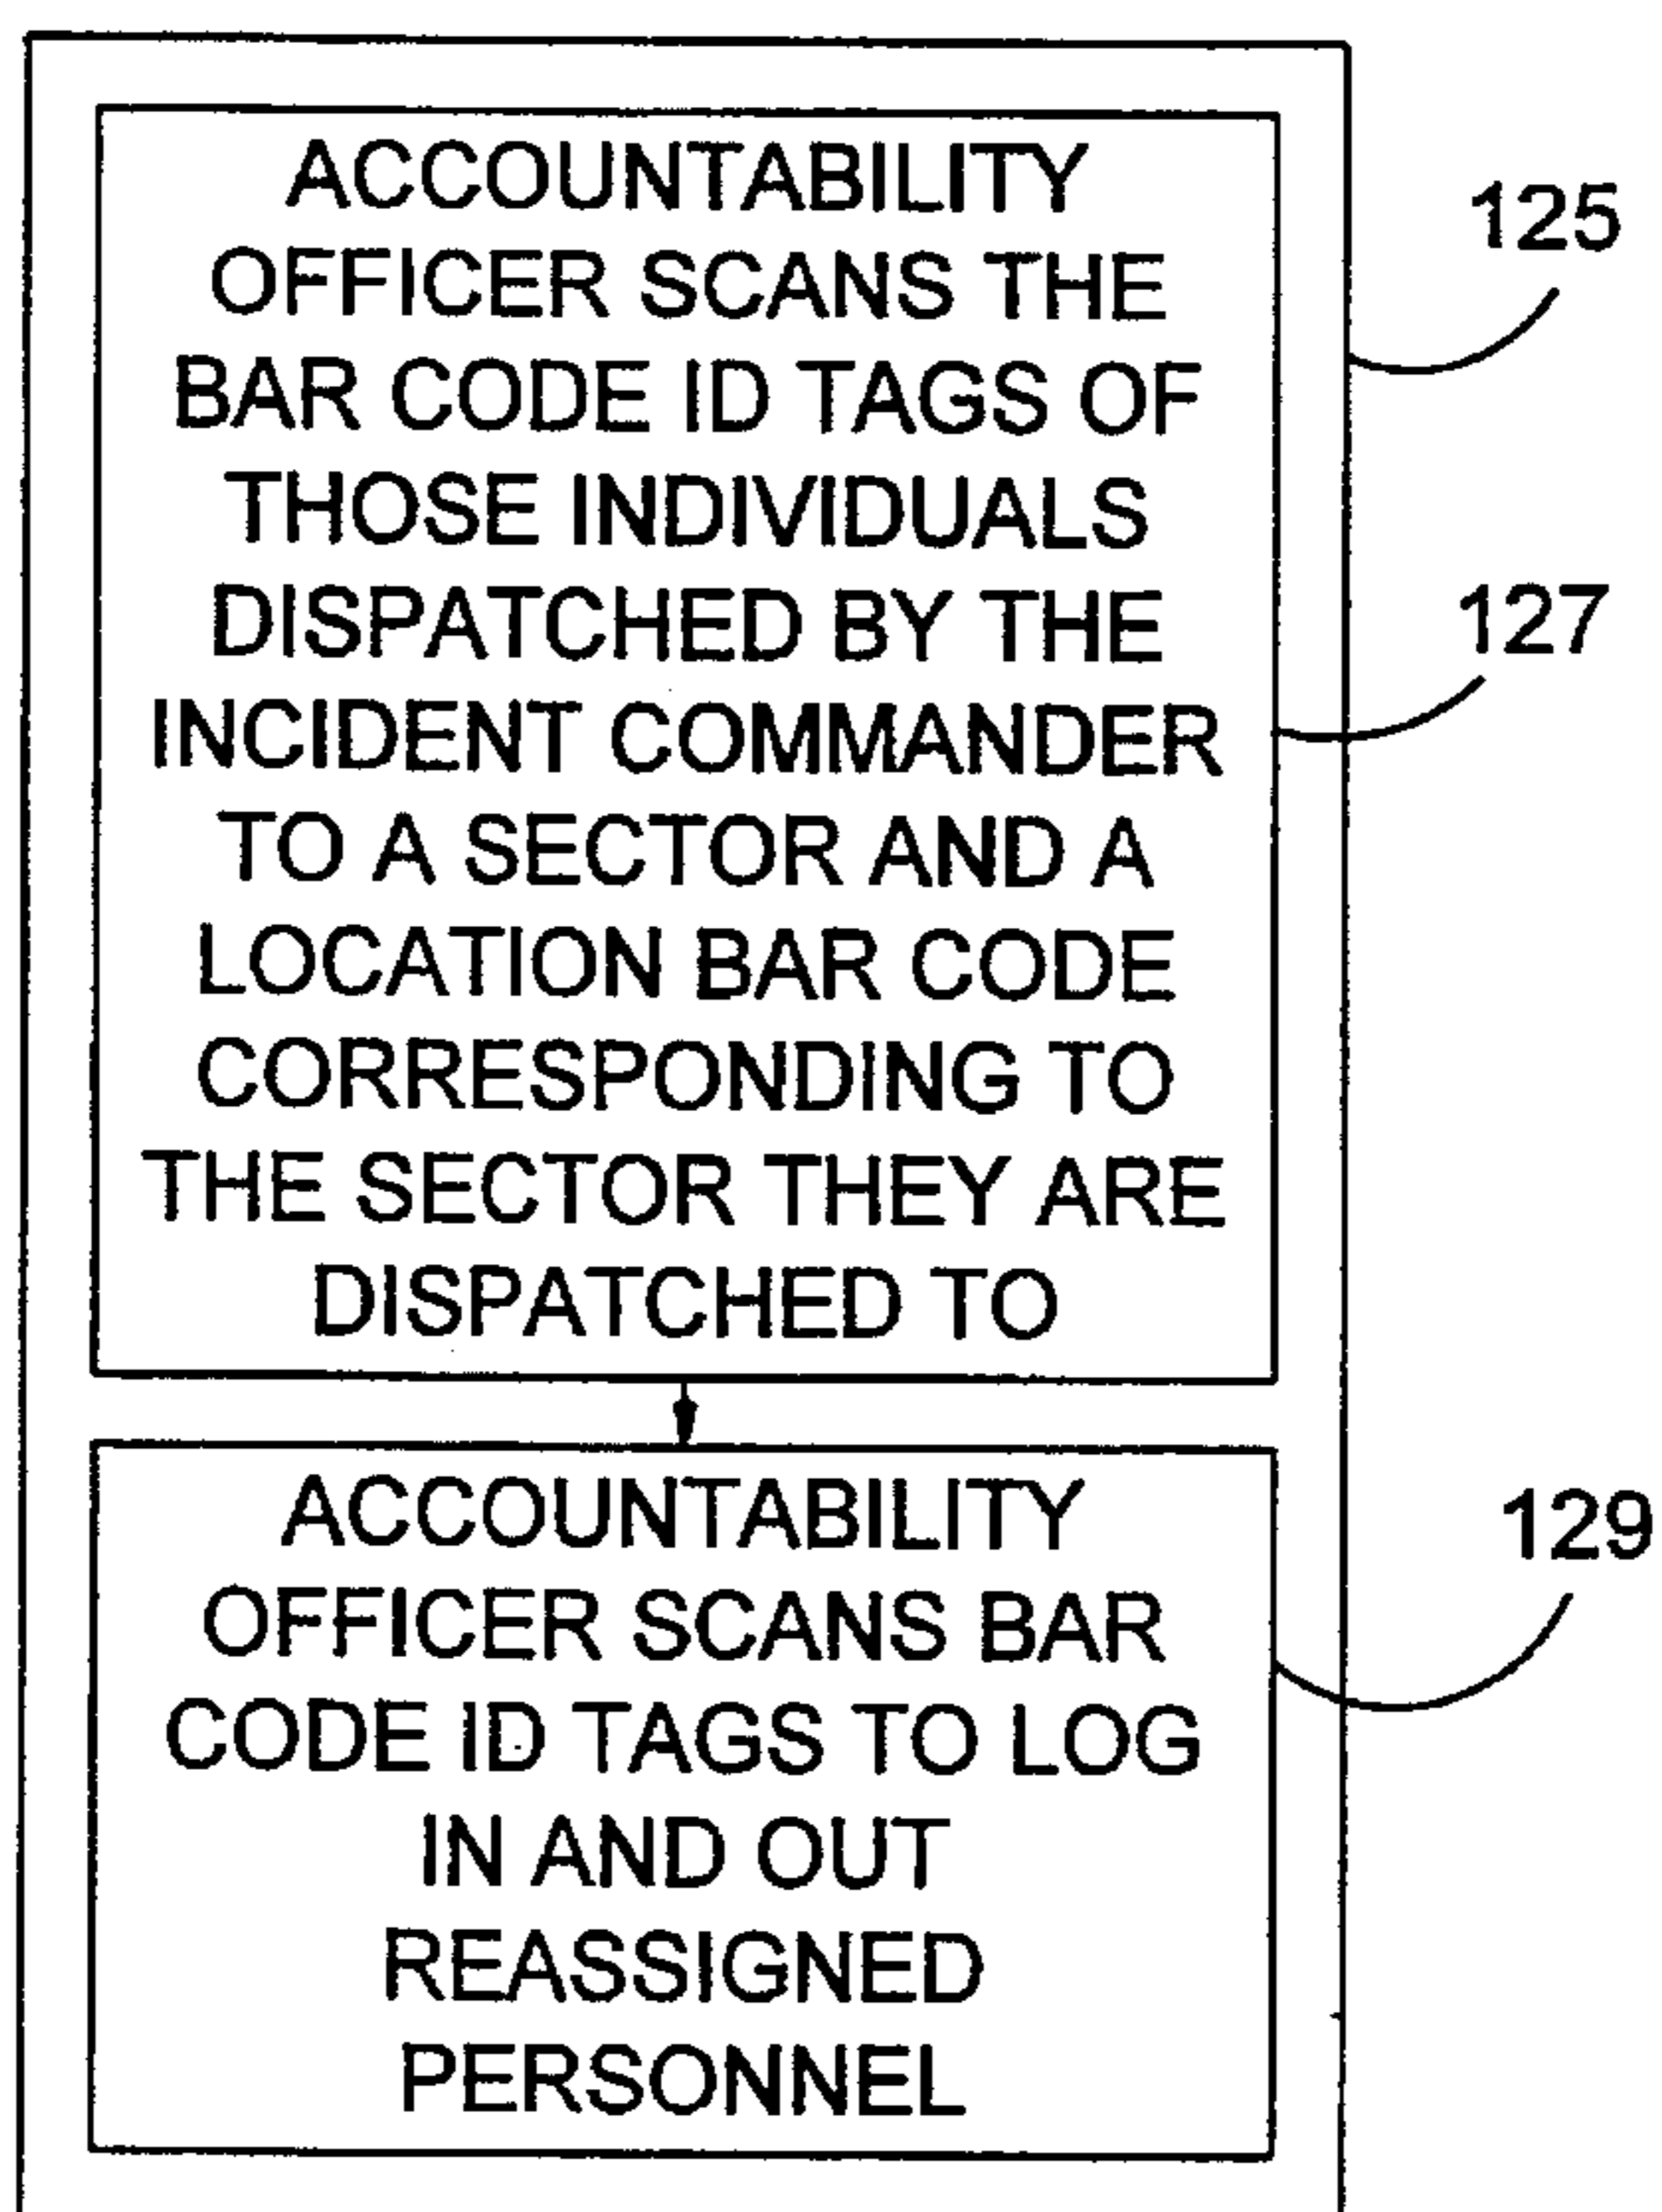 ACCOUNTABILITY
OFFICER SCANS THE
BAR CODE ID TAGS OF
THOSE INDIVIDUALS
DISPATCHED BY THE
INCIDENT COMMANDER
TO A SECTOR AND A
LOCATION BAR CODE
CORRESPONDING TO
THE SECTOR THEY ARE
DISPATCHED TO
125
127
ACCOUNTABILITY
OFFICER SCANS BAR
CODE ID TAGS TO LOG
IN AND OUT
REASSIGNED
PERSONNEL
129